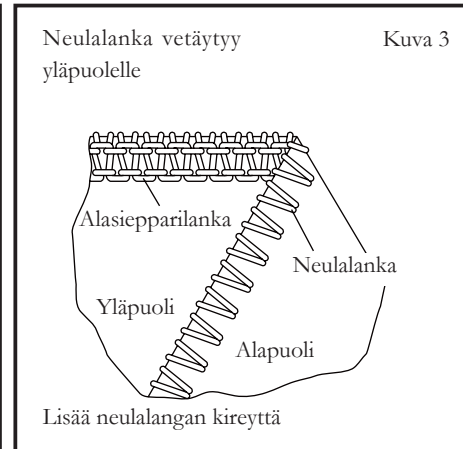 Neulalanka vetäytyy
yläpuolelle
Kuva 3
Alasiepparilanka
Neulalanka
Yläpuoli
Alapuoli
Lisää neulalangan kireyttä